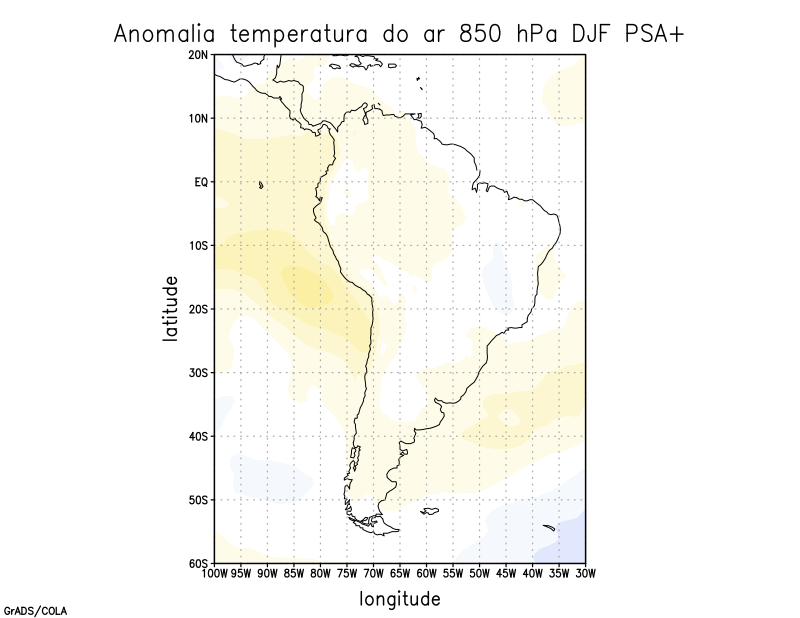 Anomalia temperatura do ar 850 hPa DJF PSA+
20N
10N
EQ
10S
20S
30S
40S
50S
60S
latitude
100W 95W 90W 85W 80W 75W 70W 65W 60W 55W 50W 45W 40W 35W 30W
longitude
GrADS/COLA